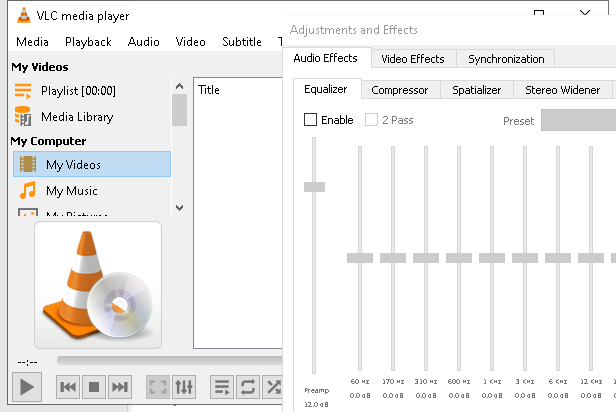 VLC media player
Media Playback Audio Video Subtitle
My Videos
Playlist [00:00]
Media Library
My Computer
My Videos
My Music
My Pictures
Title
--:--
Adjustments and Effects
Audio Effects Video Effects Synchronization
Equalizer Compressor Spatializer Stereo Widener
Enable 2 Pass Preset
60 Hz 170 Hz 310 Hz 600 Hz 1 KHz 3 KHz 6 KHz 12 KHz
Preamp 0.0 dB 0.0 dB 0.0 dB 0.0 dB 0.0 dB 0.0 dB 0.0 dB 0.0 dB
12.0 dB